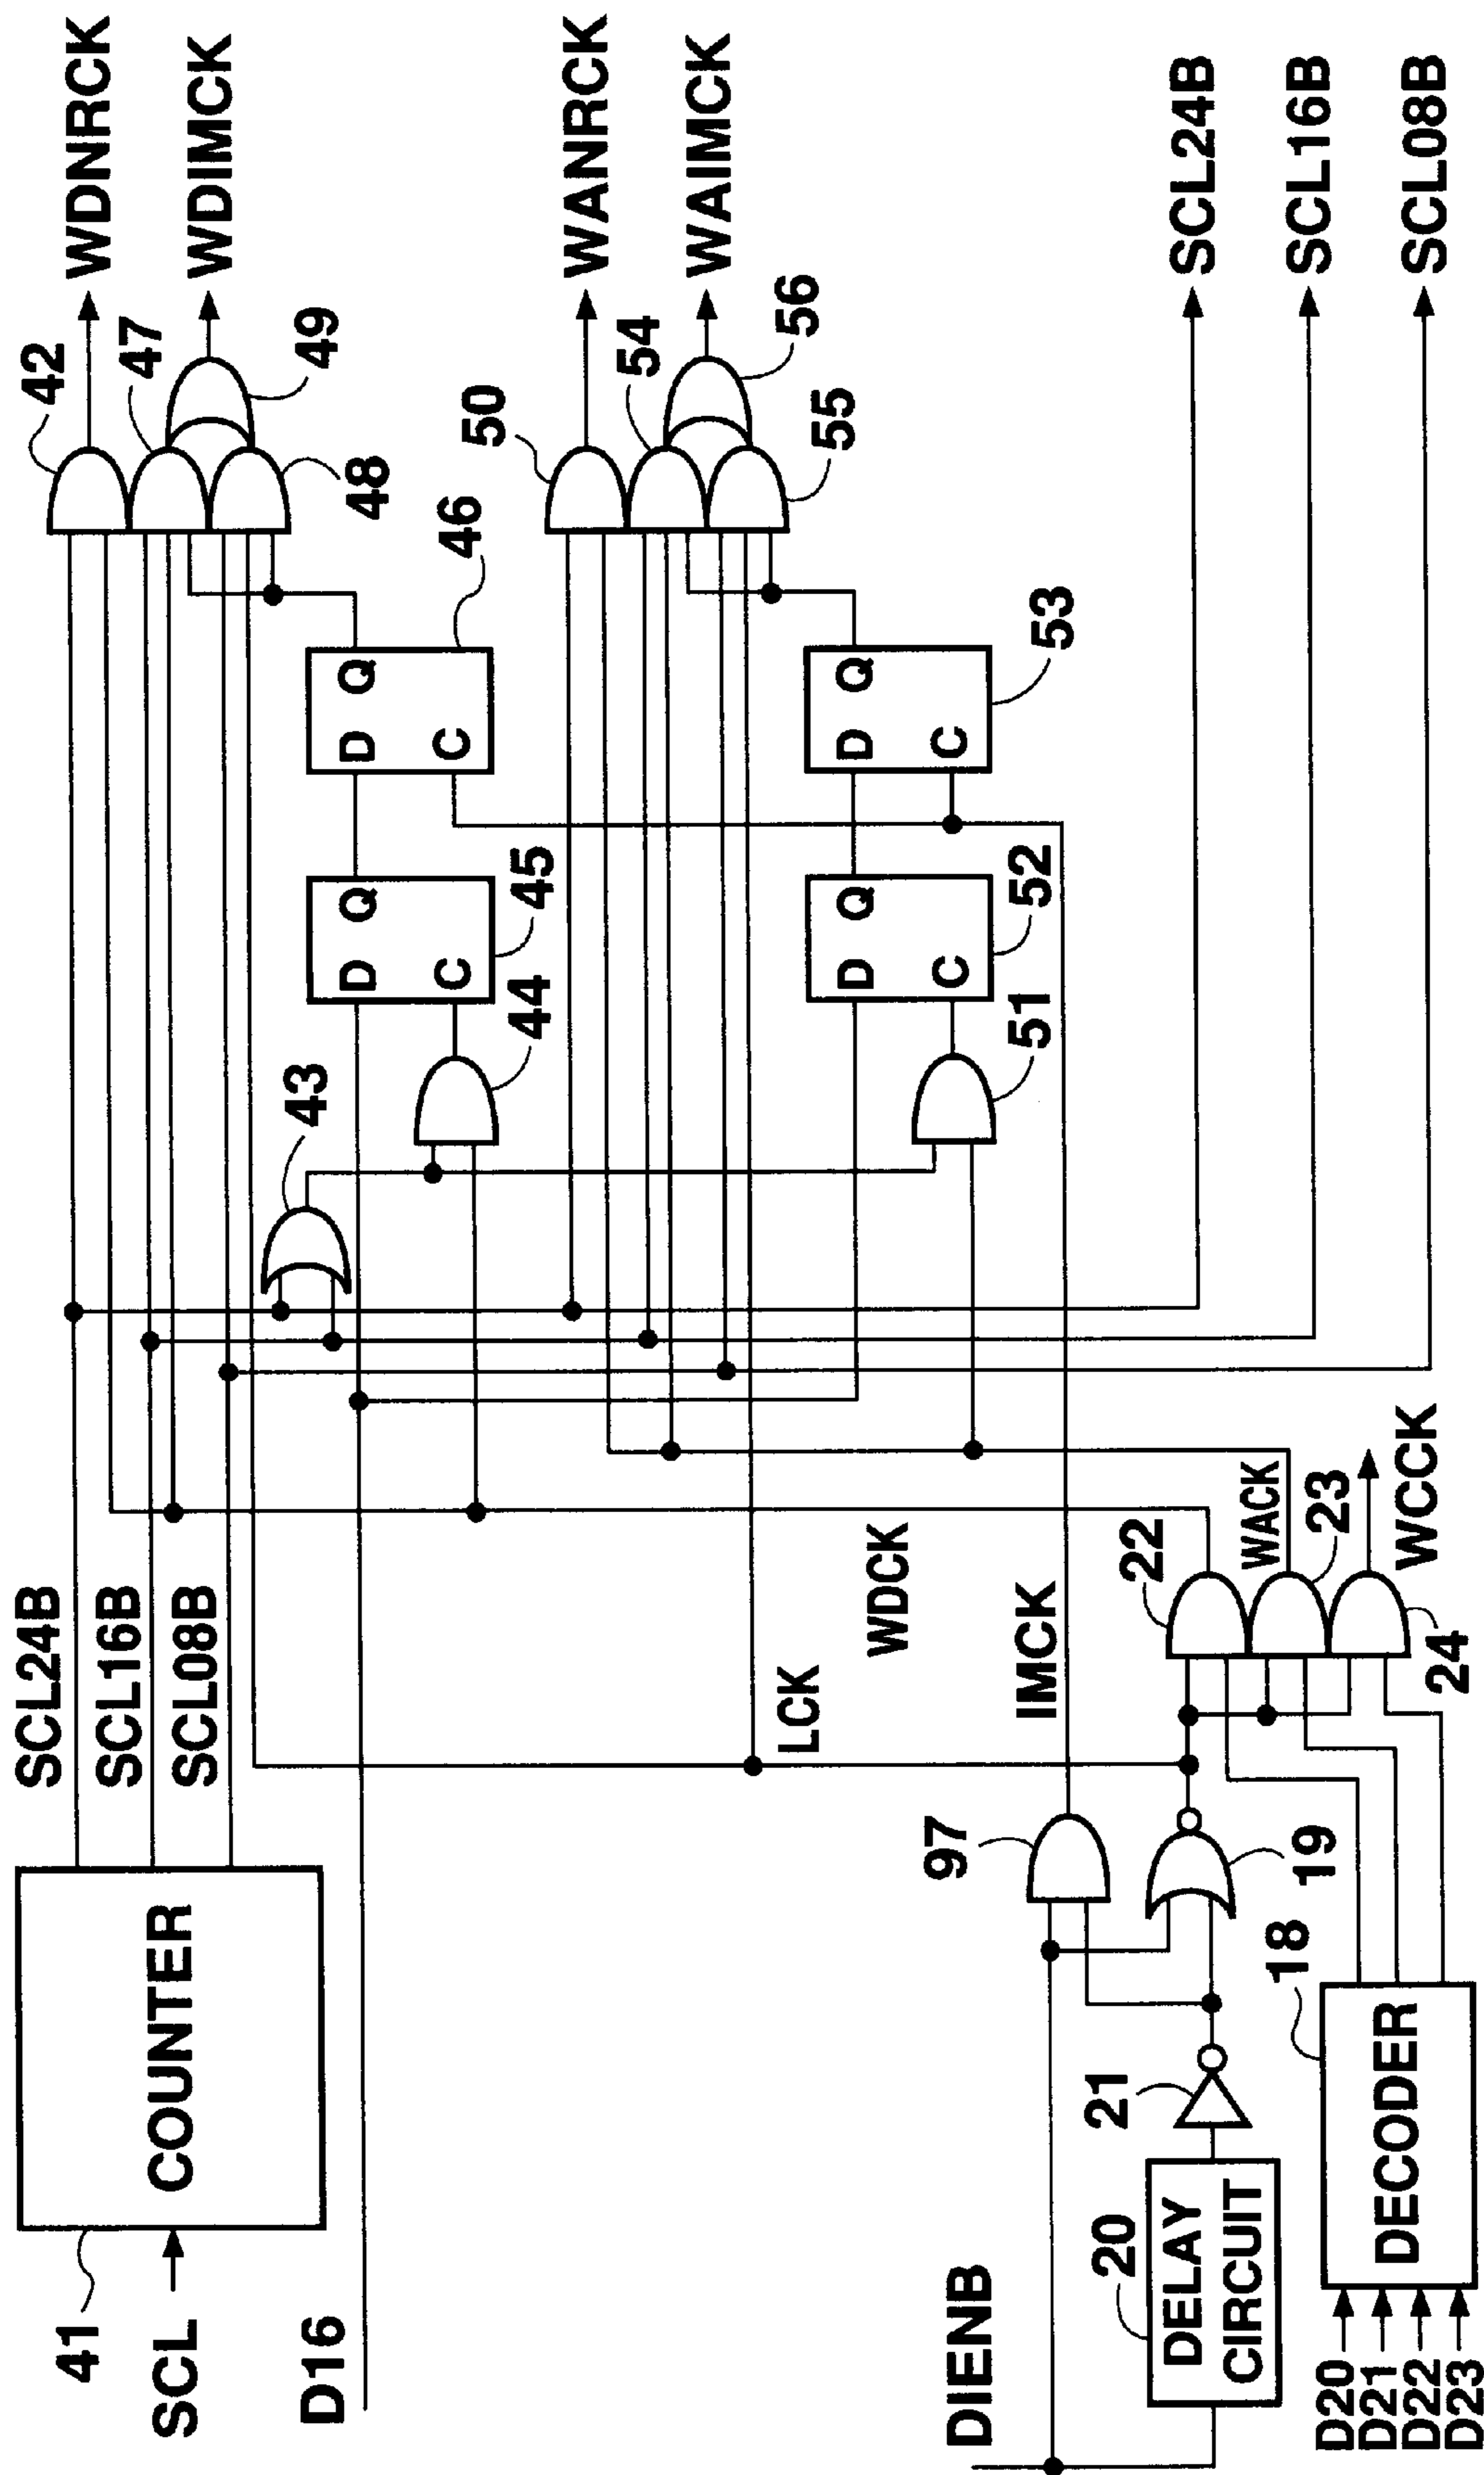 WDNRCK
WDIMCK
WANRCK
WAIMCK
SCL24B
SCL16B
SCL08B
42
47
49
48
50
54
56
55
46
D Q
C
53
D Q
C
45
D Q
C
52
D Q
C
44
43
51
SCL24B
SCL16B
SCL08B
LCK
WDCK
IMCK
WACK
22
23
WCCK
24
COUNTER
41
SCL
D16
97
19
18
DECODER
21
20
DELAY
CIRCUIT
DIENB
D20
D21
D22
D23